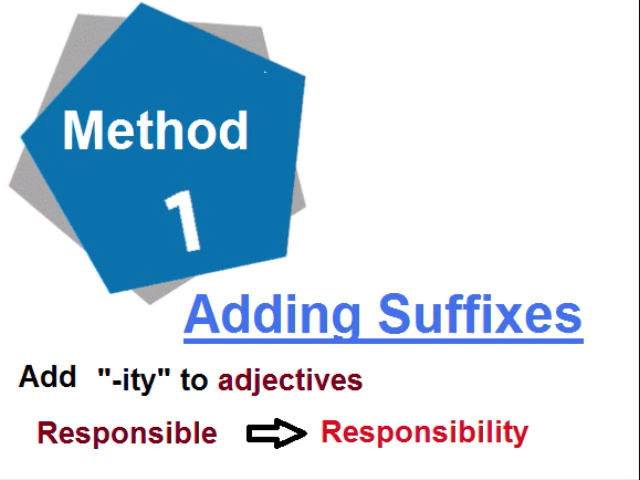 Method
1
Adding Suffixes
Add "-ity" to adjectives
Responsible Responsibility